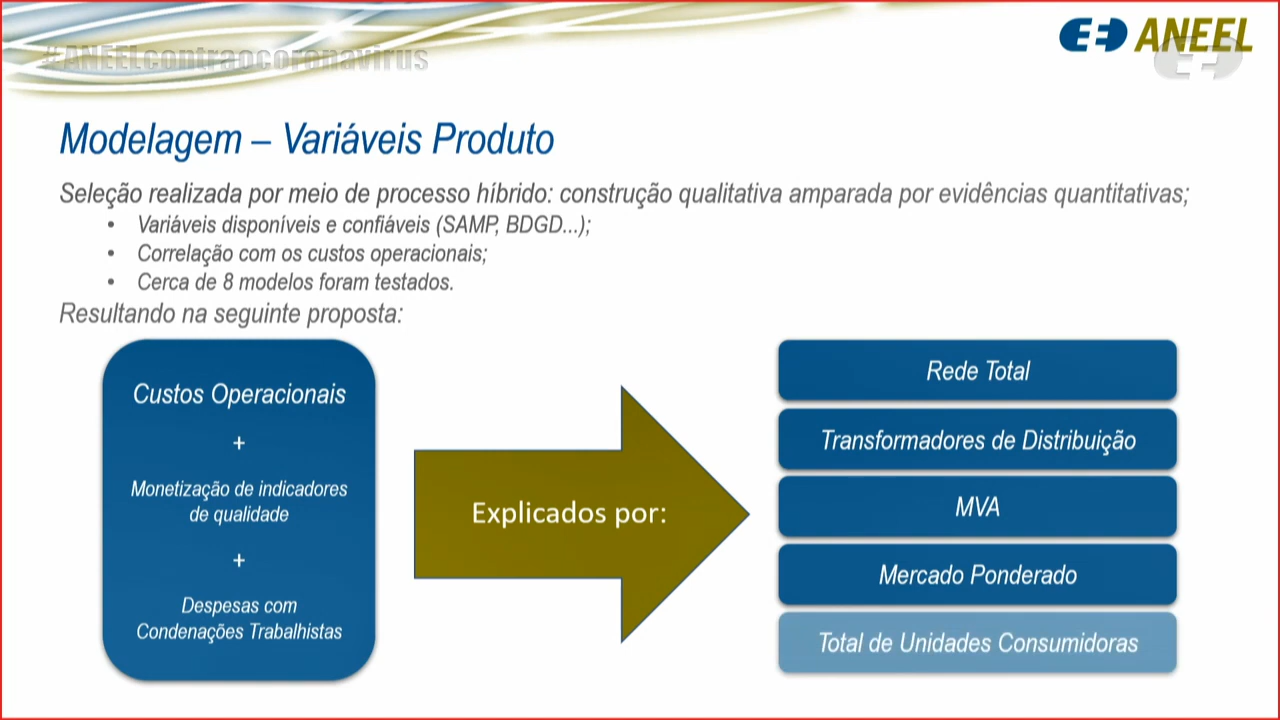 #ANEELcontraocoronavirus
ANEEL
Modelagem – Variáveis Produto
Seleção realizada por meio de processo híbrido: construção qualitativa amparada por evidências quantitativas;
• Variáveis disponíveis e confiáveis (SAMP, BDGD...);
• Correlação com os custos operacionais;
• Cerca de 8 modelos foram testados.
Resultando na seguinte proposta:
Custos Operacionais
+
Monetização de indicadores
de qualidade
+
Despesas com
Condenações Trabalhistas
Explicados por:
Rede Total
Transformadores de Distribuição
MVA
Mercado Ponderado
Total de Unidades Consumidoras